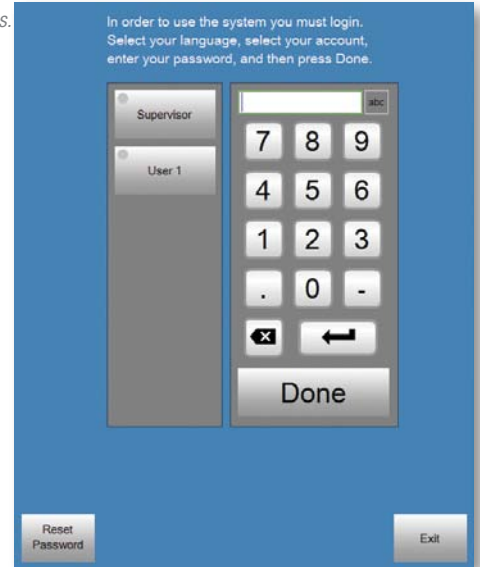 s.
In order to use the
system you must login.
Select your language, select your account,
enter your password, and then press Done.
Supervisor
User 1
abc
7 8 9
4 5 6
1 2 3
. 0 -
Done
Reset
Password
Exit